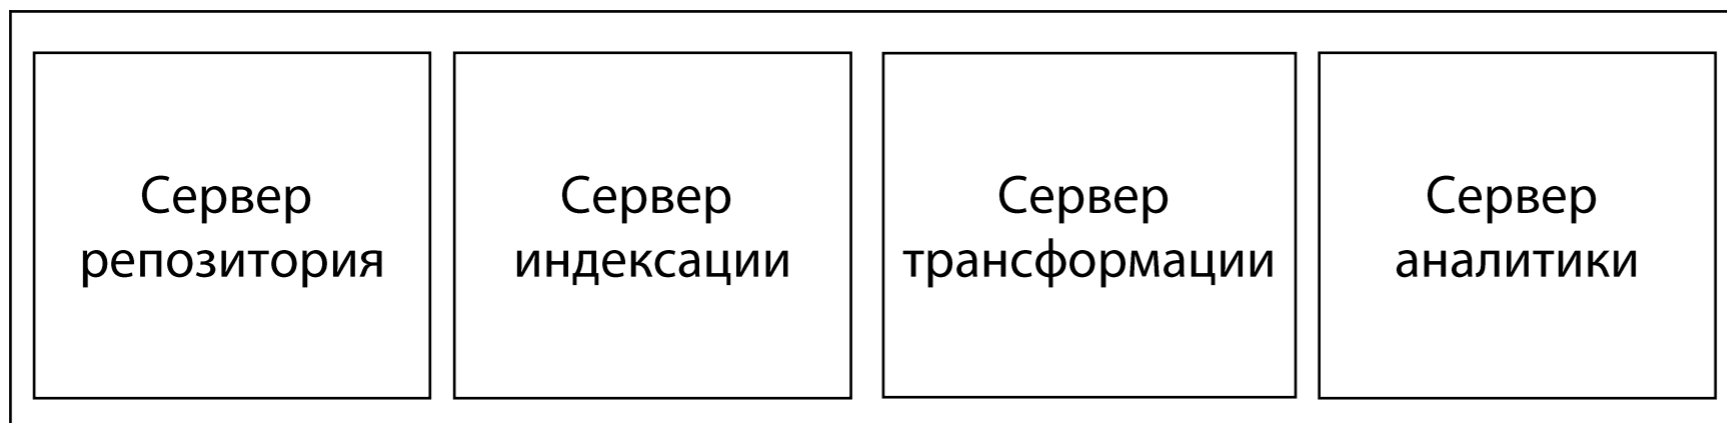 Сервер
репозитория
Сервер
индексации
Сервер
трансформации
Сервер
аналитики